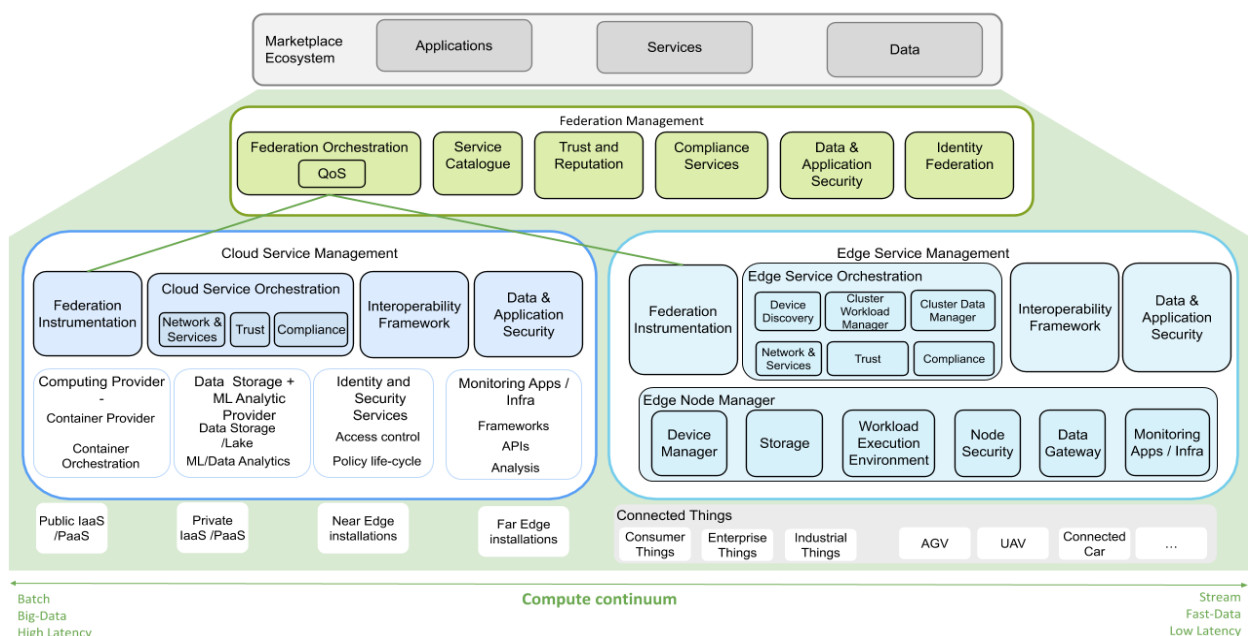 Marketplace
Ecosystem
Applications
Services
Data
Federation Management
Federation Orchestration
QoS
Service
Catalogue
Trust and
Reputation
Compliance
Services
Data &
Application
Security
Identity
Federation
Cloud Service Management
Federation
Instrumentation
Cloud Service Orchestration
Network &
Services
Trust
Compliance
Interoperability
Framework
Data &
Application
Security
Computing Provider
-
Container Provider
Container
Orchestration
Data Storage +
ML Analytic
Provider
Data Storage
/Lake
ML/Data Analytics
Identity and
Security
Services
Access control
Policy life-cycle
Monitoring Apps /
Infra
Frameworks
APIs
Analysis
Edge Service Management
Federation
Instrumentation
Edge Service Orchestration
Device
Discovery
Cluster
Workload
Manager
Cluster Data
Manager
Network &
Services
Trust
Compliance
Interoperability
Framework
Data &
Application
Security
Edge Node Manager
Device
Manager
Storage
Workload
Execution
Environment
Node
Security
Data
Gateway
Monitoring
Apps / Infra
Public IaaS
/PaaS
Private
IaaS /PaaS
Near Edge
installations
Far Edge
installations
Connected Things
Consumer
Things
Enterprise
Things
Industrial
Things
AGV
UAV
Connected
Car
...
Compute continuum
Batch
Big-Data
High Latency
Stream
Fast-Data
Low Latency